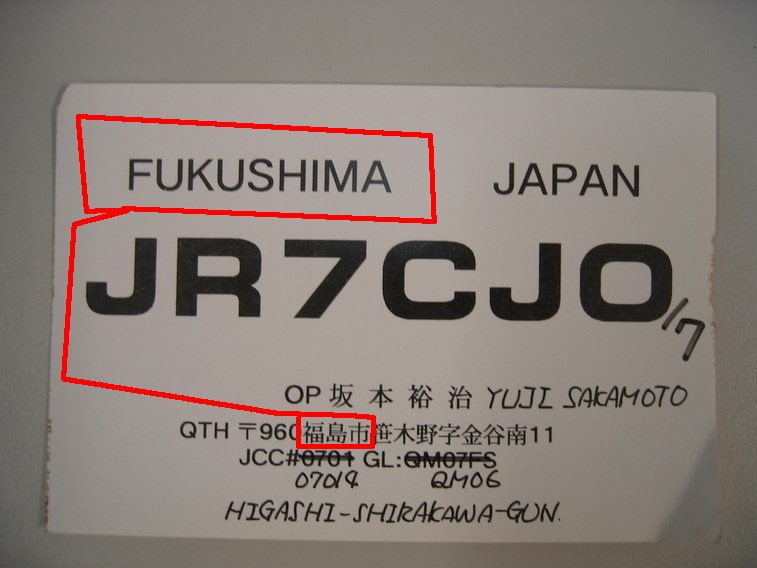 FUKUSHIMA JAPAN
JR7CJO/7
OP 坂本裕治 YUJI SAKAMOTO
QTH 〒960 福島市笹木野字金谷南11
JCC#0701 GL:QM07FS
07019 QM06
HIGASHI-SHIRAKAWA-GUN.